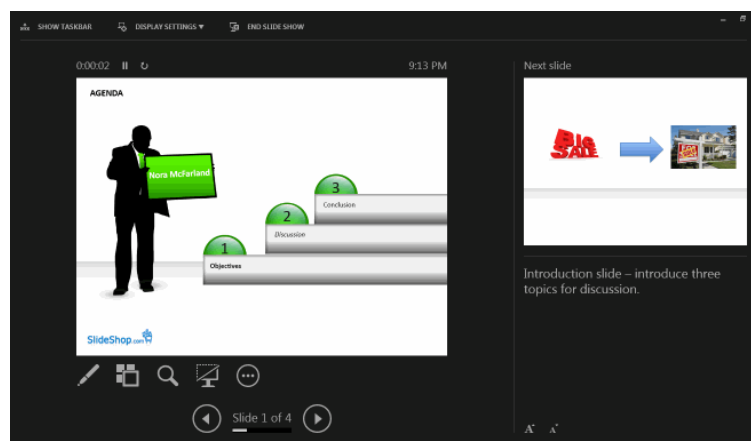 SHOW TASKBAR DISPLAY SETTINGS ▼ END SLIDE SHOW
0:00:02 9:13 PM
AGENDA
Nora McFarland
3
Conclusion
2
Discussion
1
Objectives
SlideShop.com
Slide 1 of 4
Next slide
BIG
SALE
FOR
Introduction slide – introduce three
topics for discussion.
A A